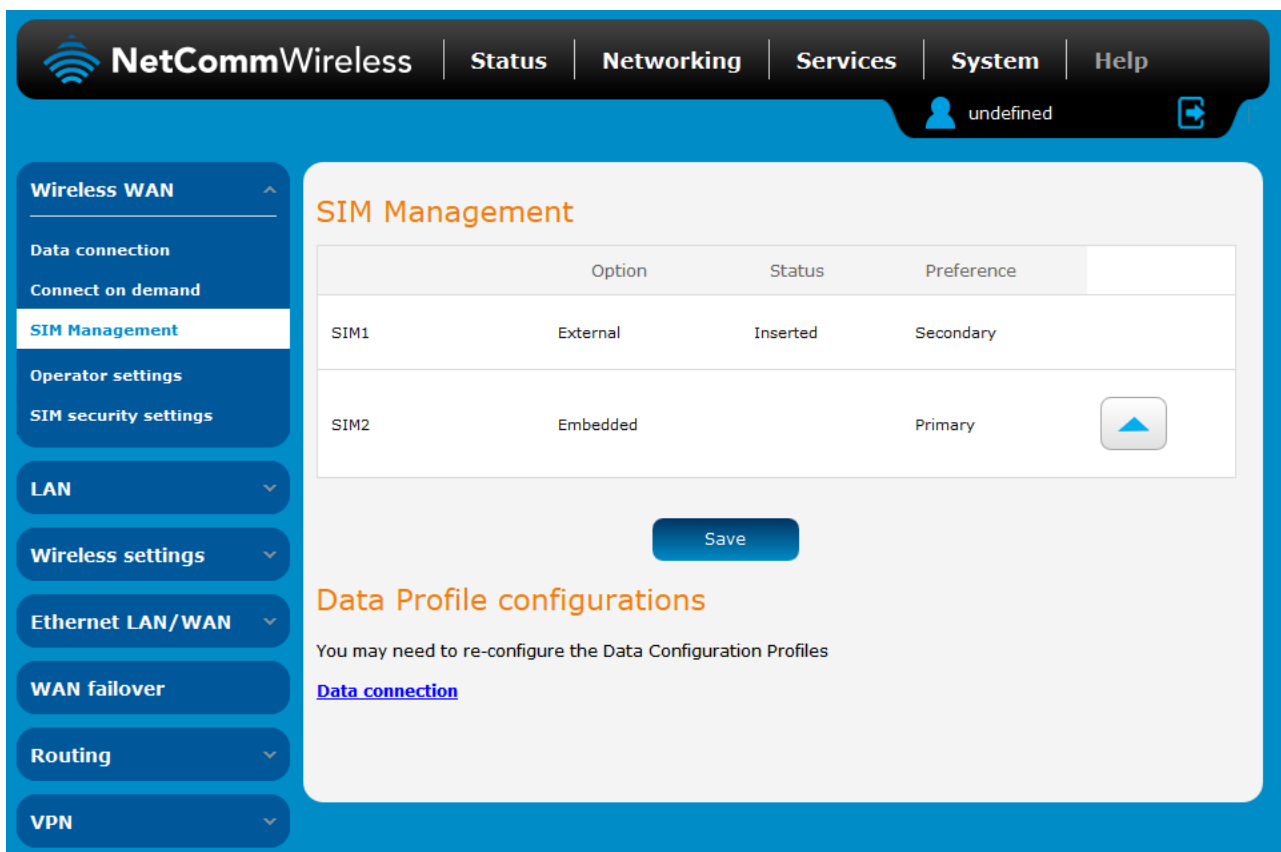 NetCommWireless Status Networking Services System Help
undefined
Wireless WAN
Data connection
Connect on demand
SIM Management
Operator settings
SIM security settings
LAN
Wireless settings
Ethernet LAN/WAN
WAN failover
Routing
VPN
SIM Management
Option Status Preference
SIM1 External Inserted Secondary
SIM2 Embedded Primary
Save
Data Profile configurations
You may need to re-configure the Data Configuration Profiles
Data connection